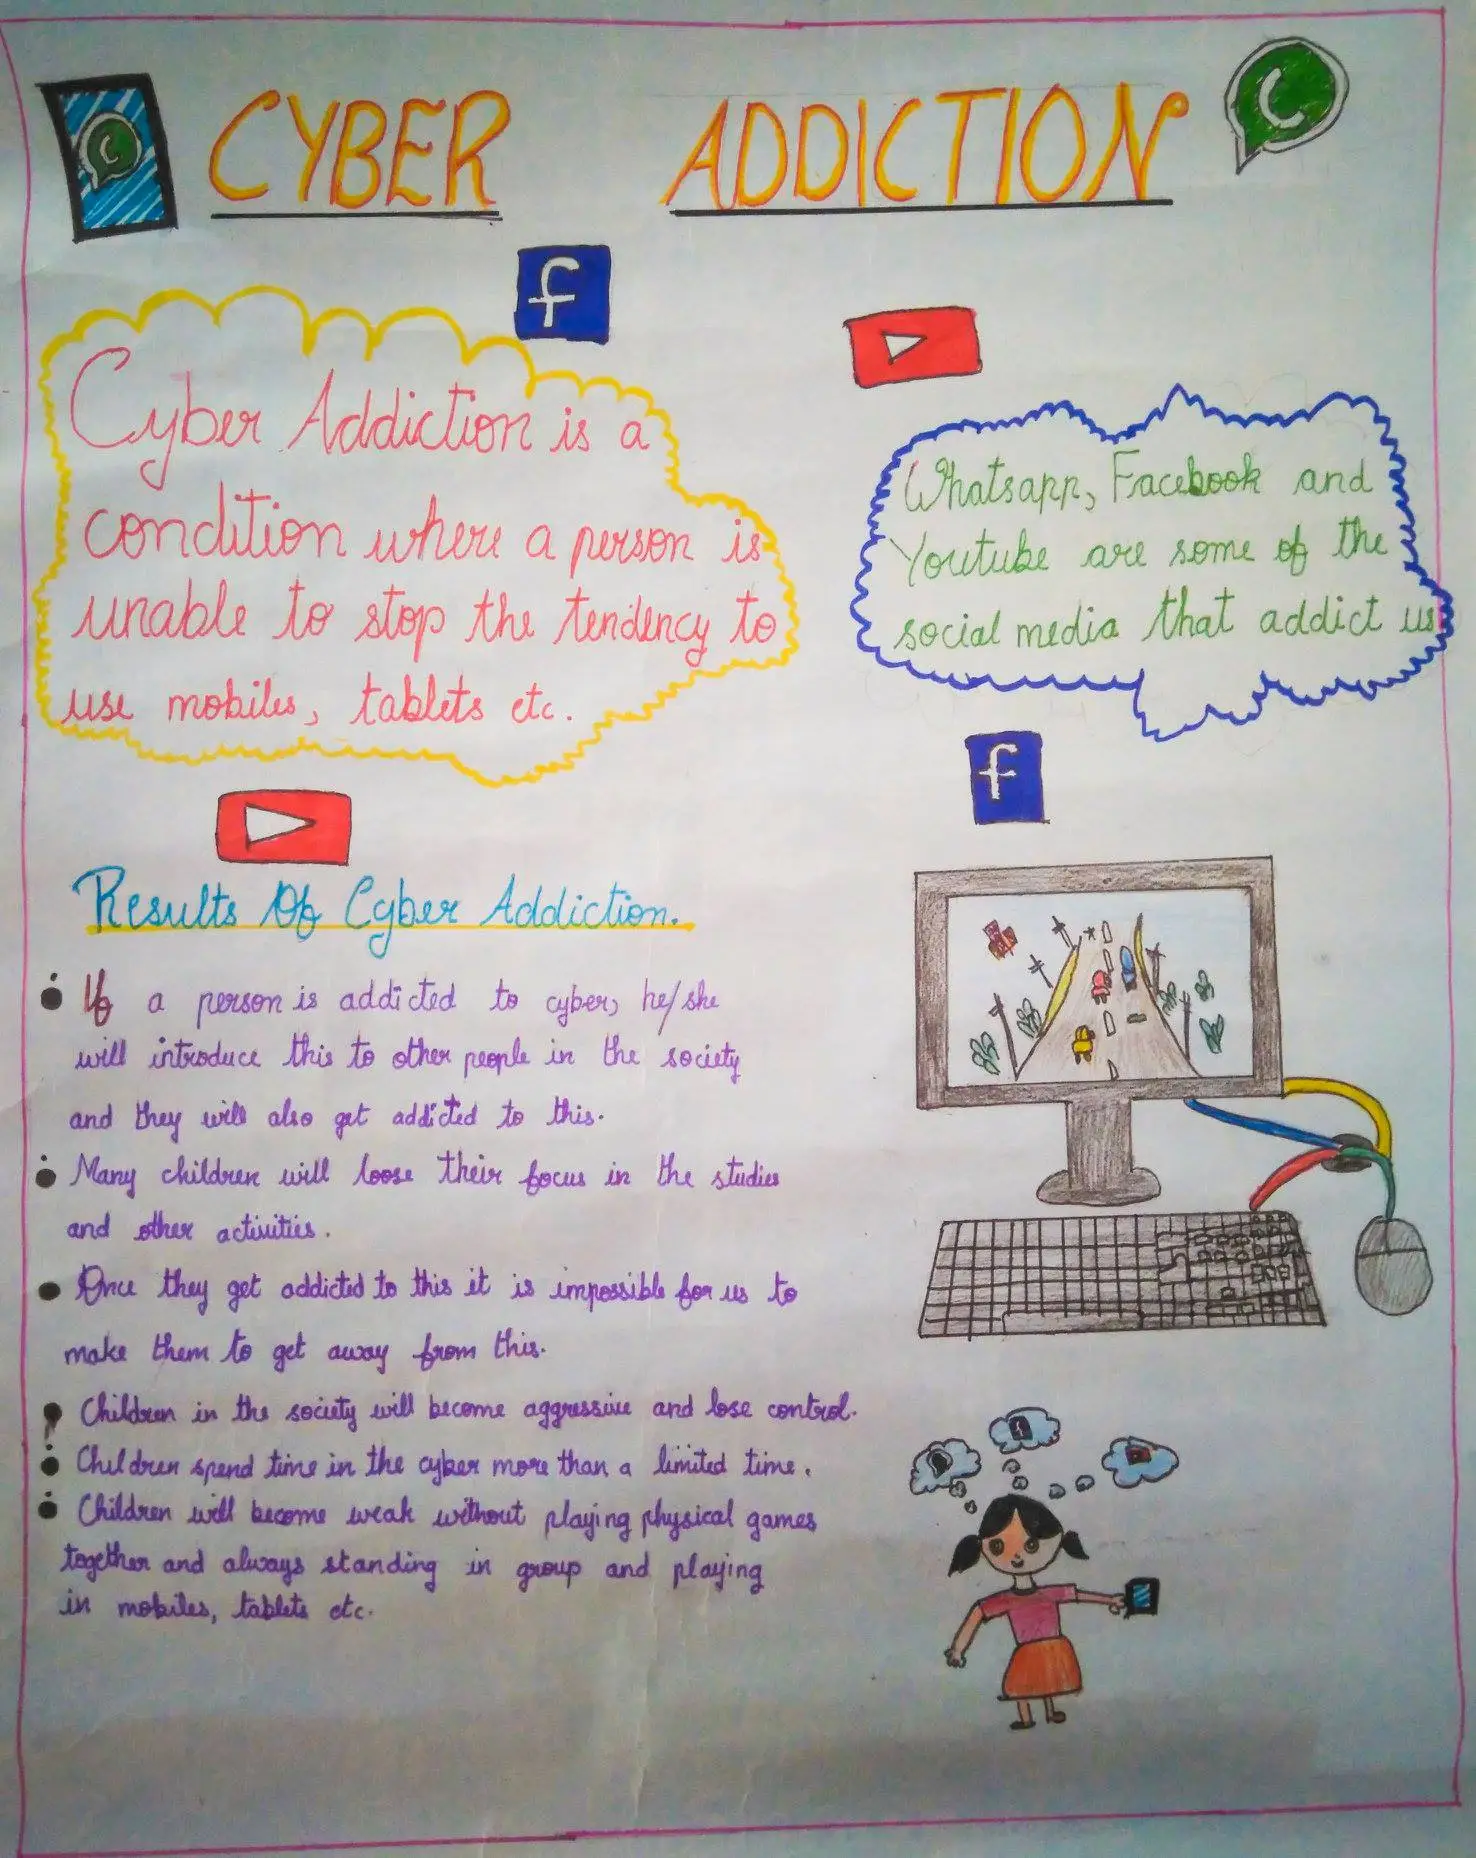 CYBER ADDICTION
Cyber Addiction is a
condition where a person is
unable to stop the tendency to
use mobiles, tablets etc.
Whatsapp, Facebook and
Youtube are some of the
social media that addict us
Results Of Cyber Addiction.
If a person is addicted to cyber, he/she
will introduce this to other people in the society
and they will also get addicted to this.
Many children will loose their focus in the studies
and other activities.
Once they get addicted to this it is impossible for us to
make them to get away from this.
Children in the society will become aggressive and lose control.
Children spend time in the cyber more than a limited time.
Children will become weak without playing physical games
together and always standing in group and playing
in mobiles, tablets etc.